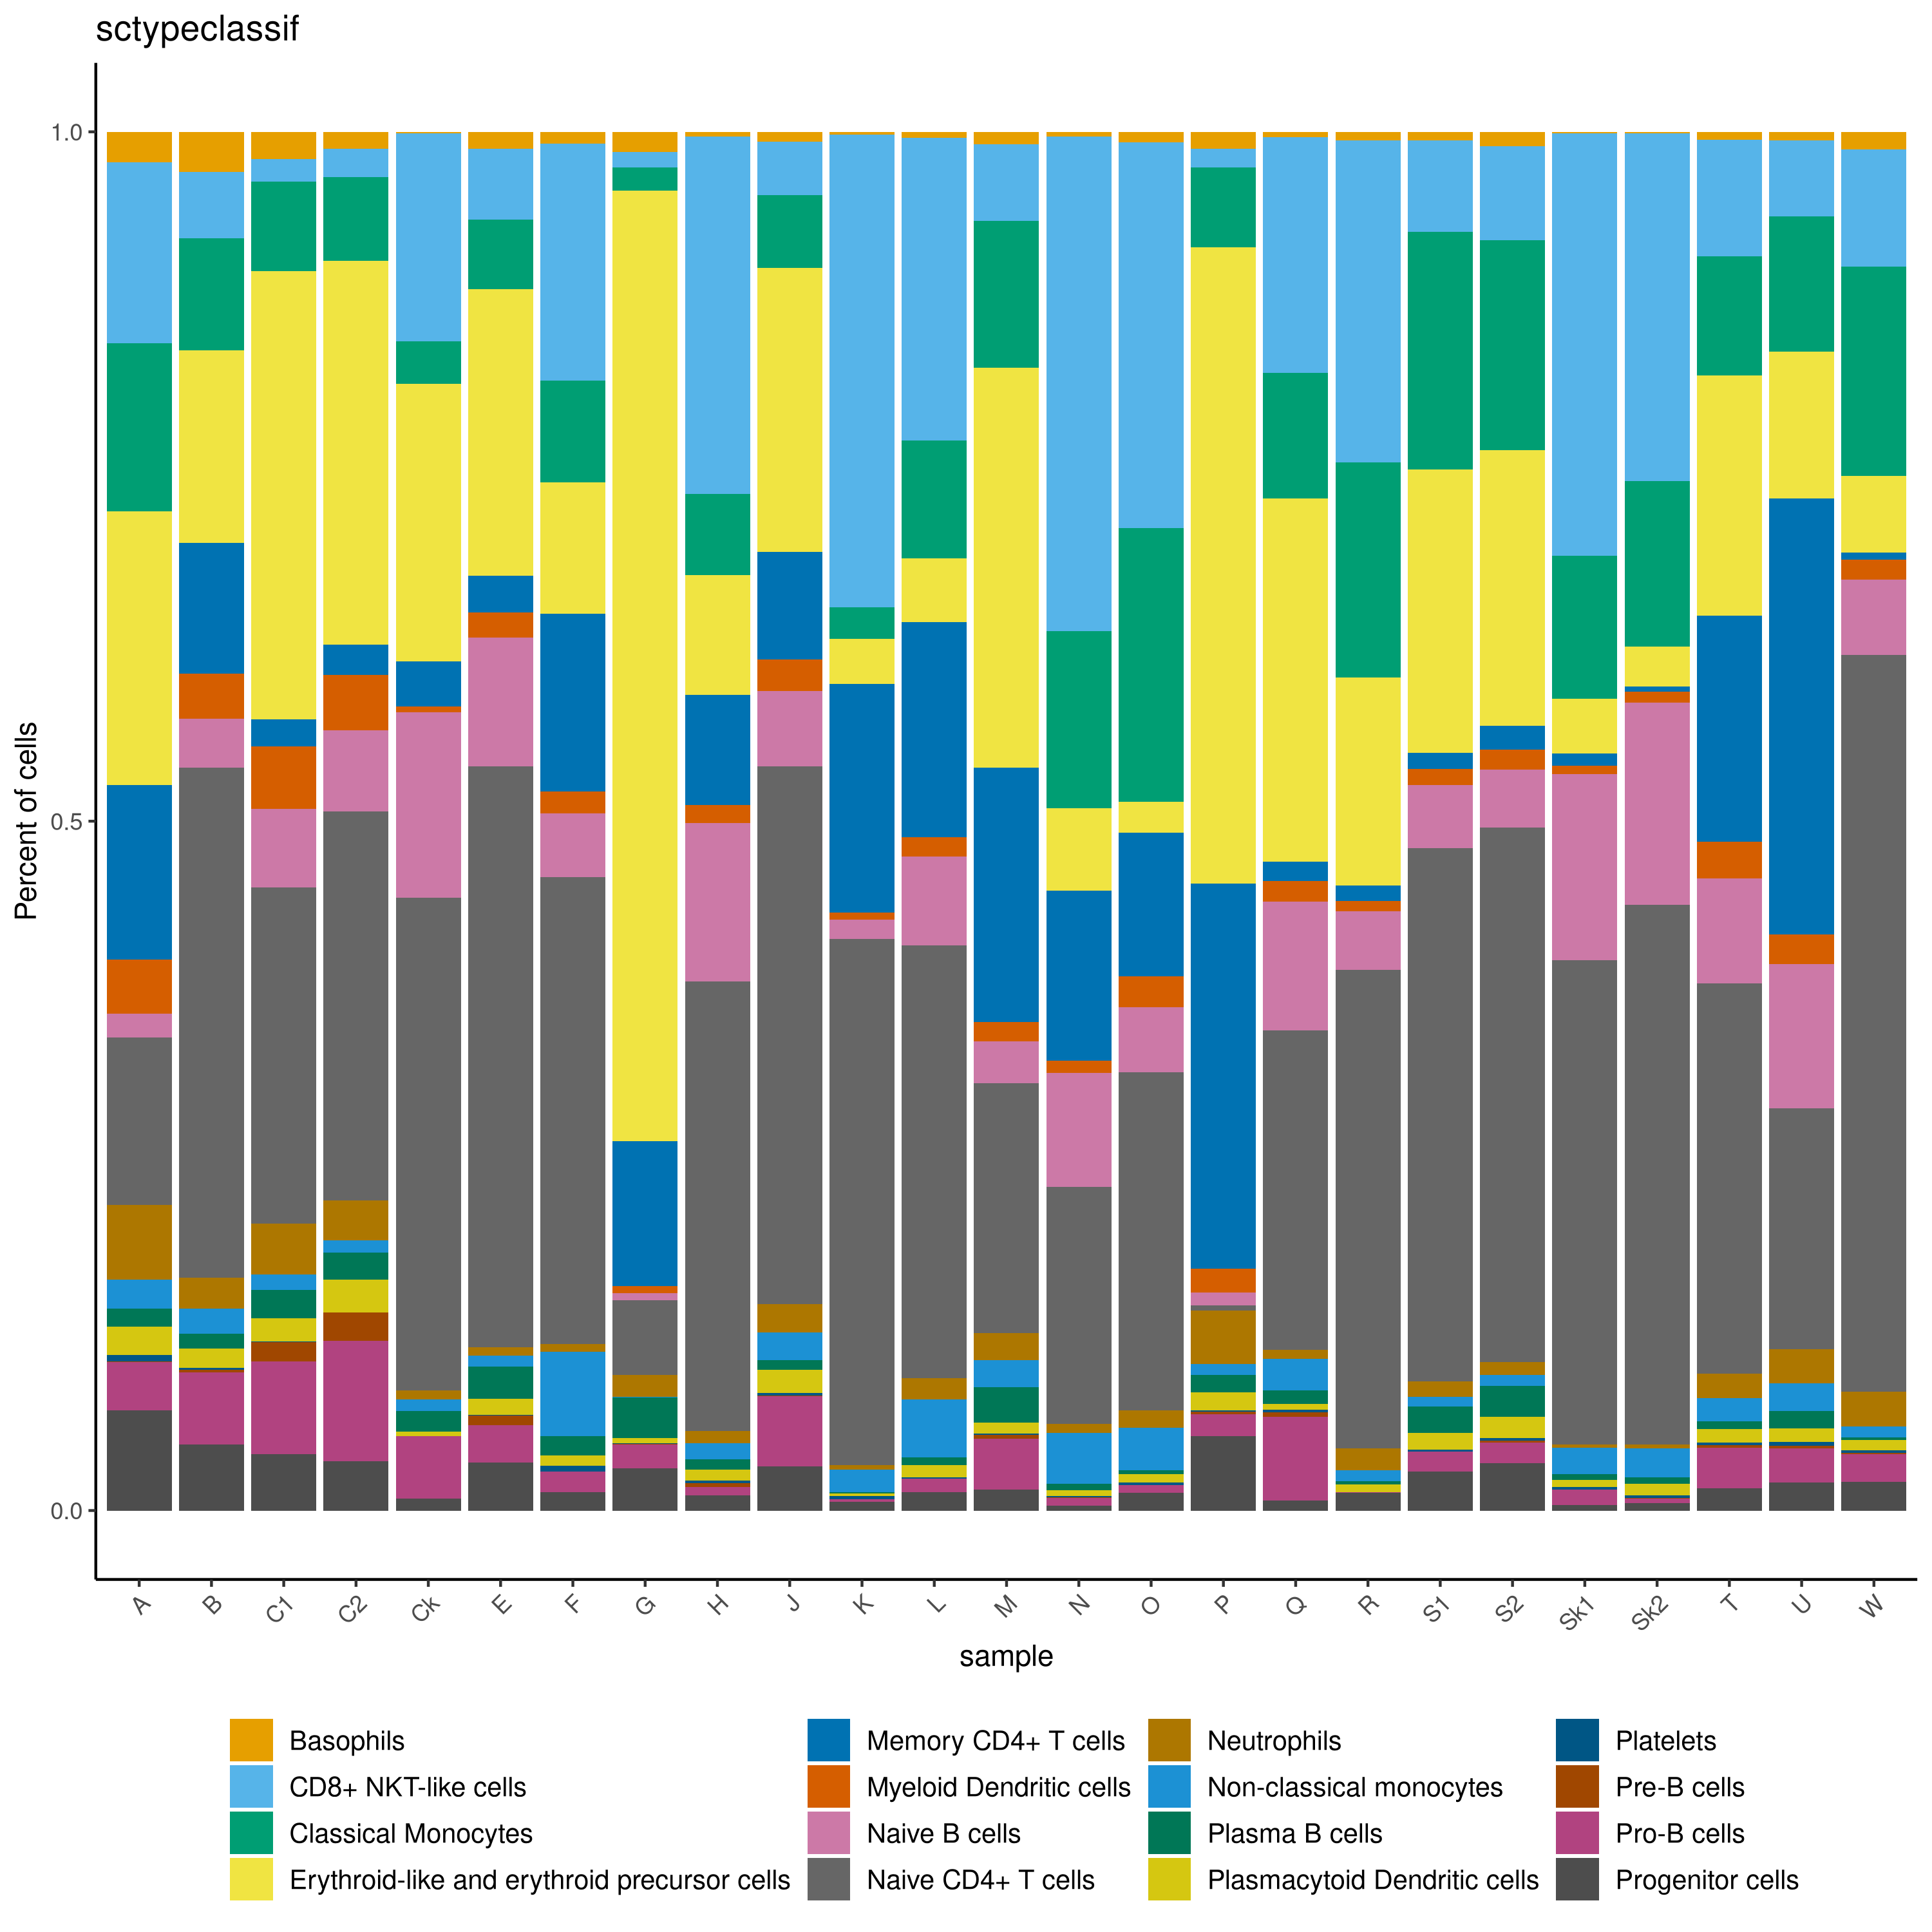 sctypeclassif
1.0
0.5
0.0
Percent of cells
A B C1 C2 Ck E F G H J K L M N O P Q R S1 S2 Sk1 Sk2 T U W
sample
Basophils
CD8+ NKT-like cells
Classical Monocytes
Erythroid-like and erythroid precursor cells
Memory CD4+ T cells
Myeloid Dendritic cells
Naive B cells
Naive CD4+ T cells
Neutrophils
Non-classical monocytes
Plasma B cells
Plasmacytoid Dendritic cells
Platelets
Pre-B cells
Pro-B cells
Progenitor cells